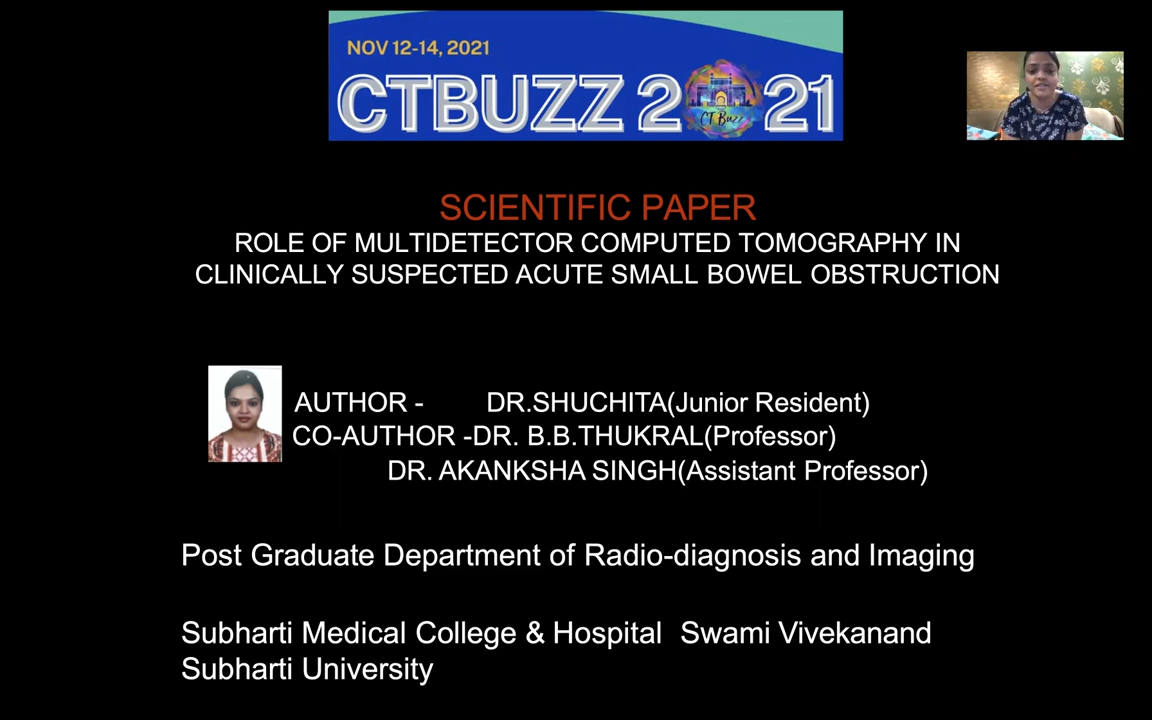 NOV 12-14, 2021
CTBUZZ 2021
CT Buzz
SCIENTIFIC PAPER
ROLE OF MULTIDETECTOR COMPUTED TOMOGRAPHY IN
CLINICALLY SUSPECTED ACUTE SMALL BOWEL OBSTRUCTION
AUTHOR - DR.SHUCHITA(Junior Resident)
CO-AUTHOR -DR. B.B.THUKRAL(Professor)
DR. AKANKSHA SINGH(Assistant Professor)
Post Graduate Department of Radio-diagnosis and Imaging
Subharti Medical College & Hospital Swami Vivekanand
Subharti University